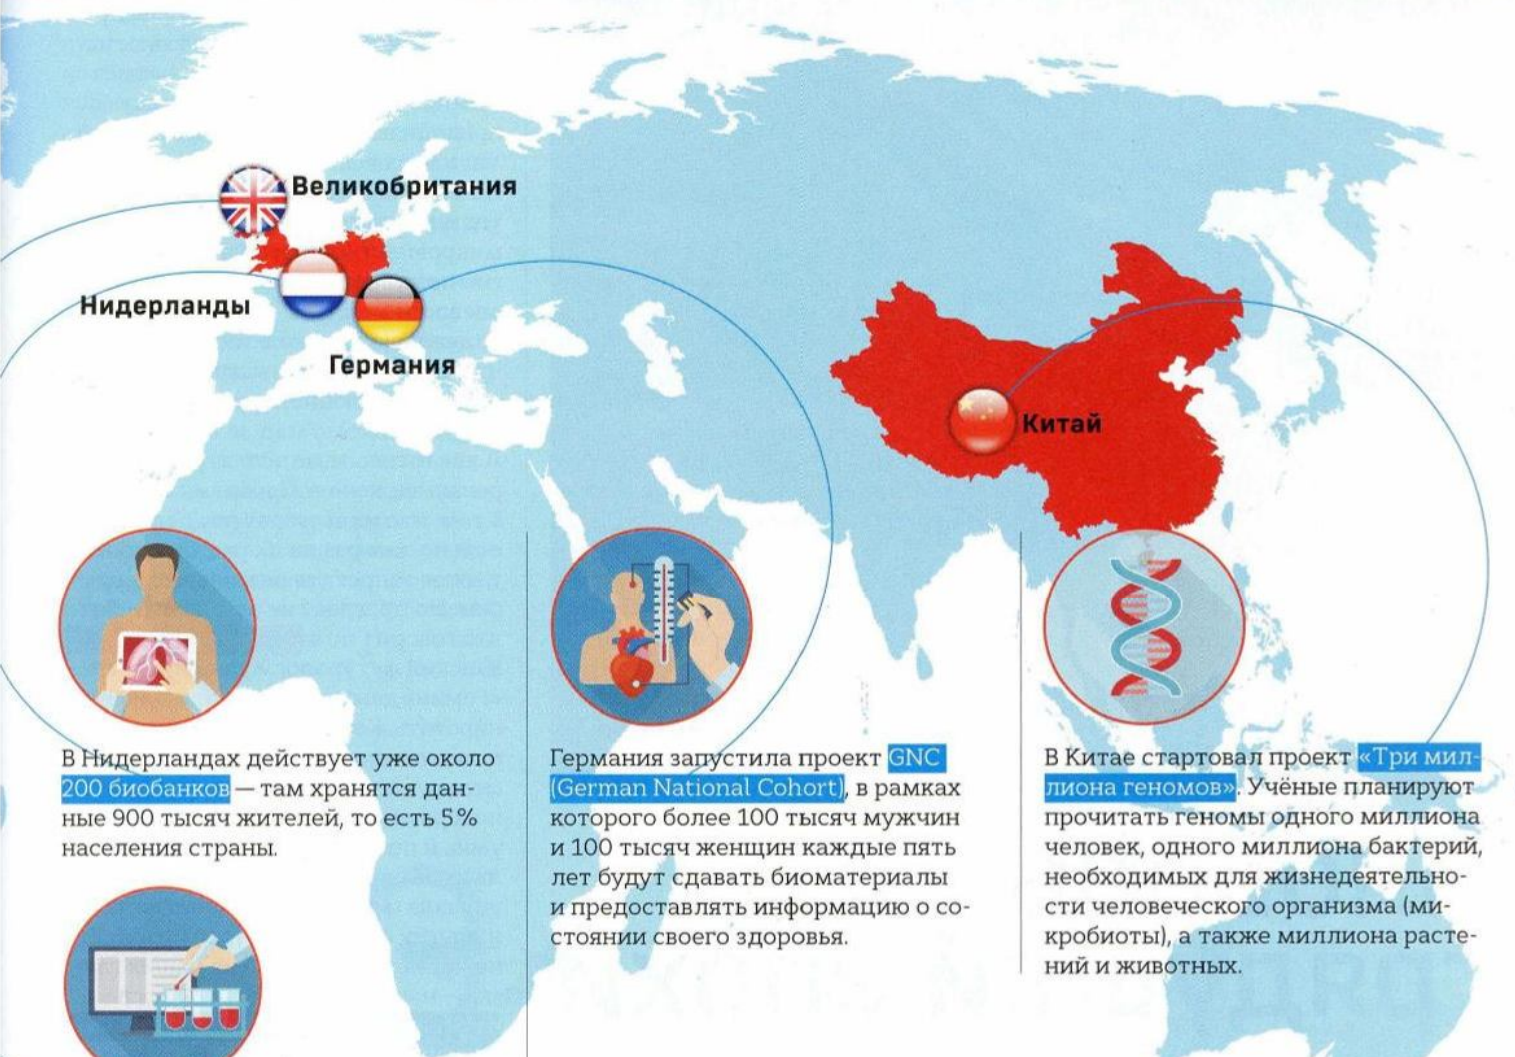 Великобритания
Нидерланды
Германия
Китай
В Нидерландах действует уже около
200 биобанков — там хранятся дан-
ные 900 тысяч жителей, то есть 5%
населения страны.
Германия запустила проект GNC
(German National Cohort), в рамках
которого более 100 тысяч мужчин
и 100 тысяч женщин каждые пять
лет будут сдавать биоматериалы
и предоставлять информацию о со-
стоянии своего здоровья.
В Китае стартовал проект «Три мил-
лиона геномов». Учёные планируют
прочитать геномы одного миллиона
человек, одного миллиона бактерий,
необходимых для жизнедеятельно-
сти человеческого организма (ми-
кробиоты), а также миллиона расте-
ний и животных.